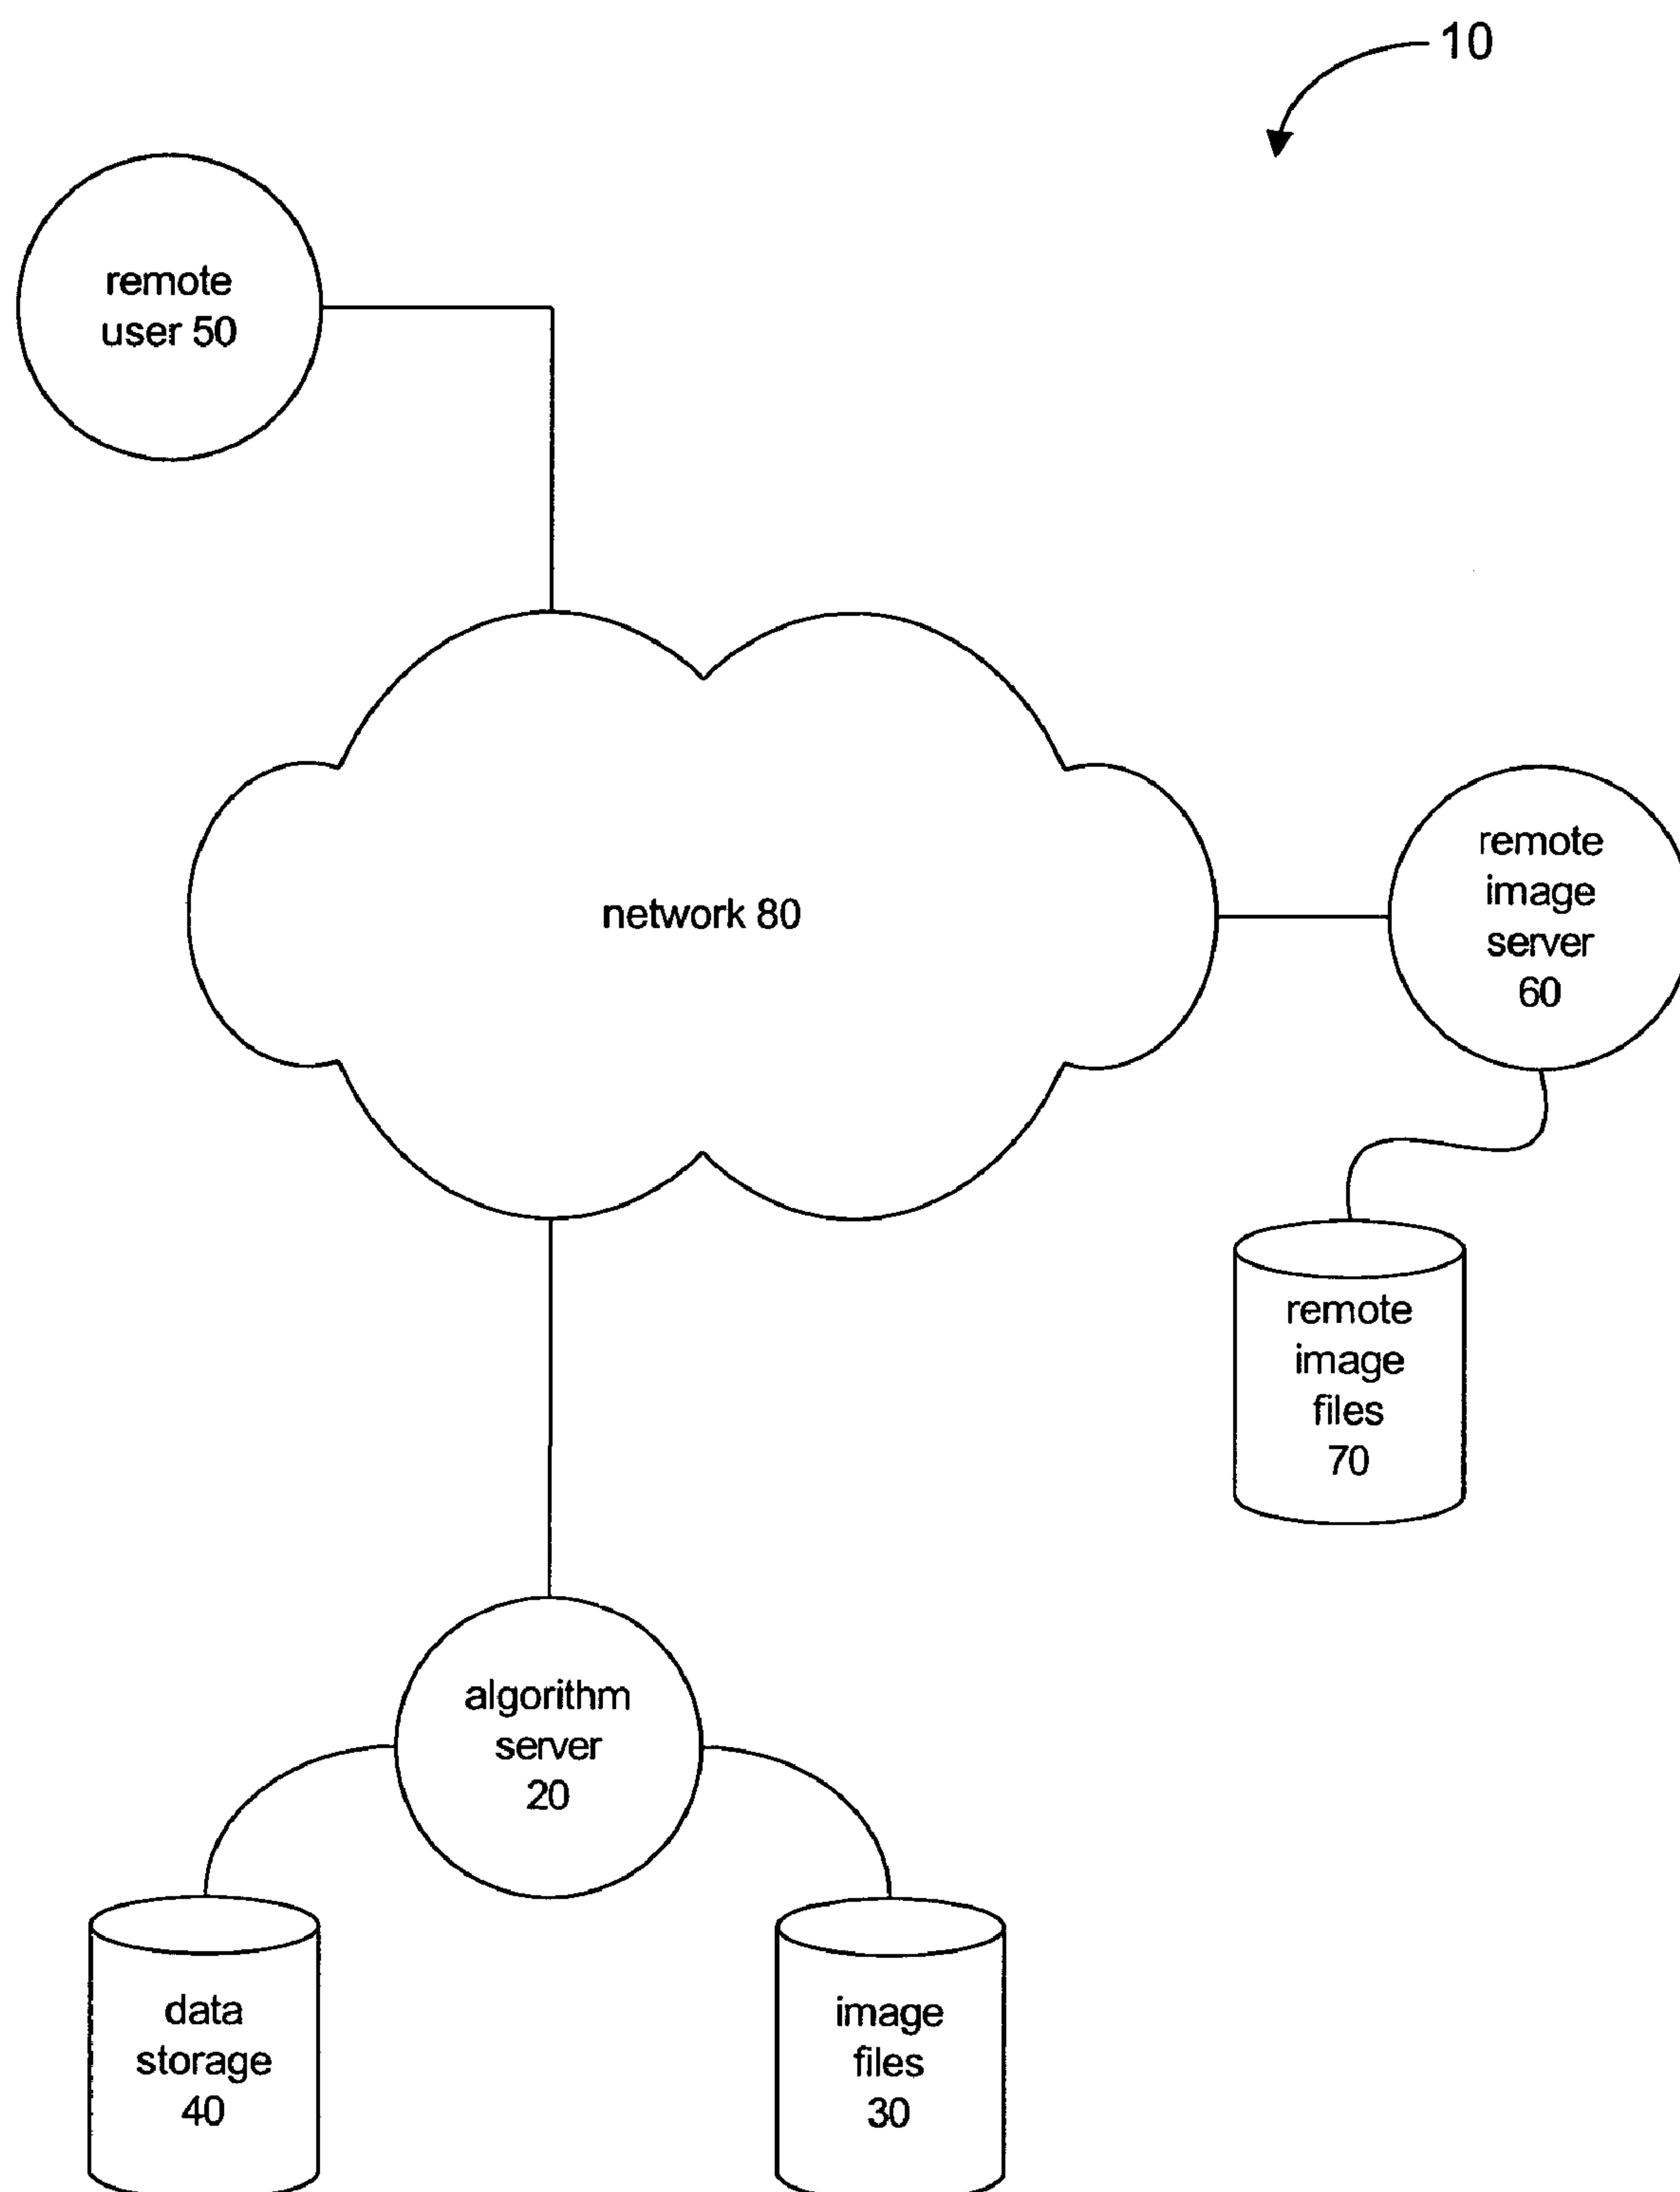 10
remote
user 50
network 80
remote
image
server
60
remote
image
files
70
algorithm
server
20
data
storage
40
image
files
30